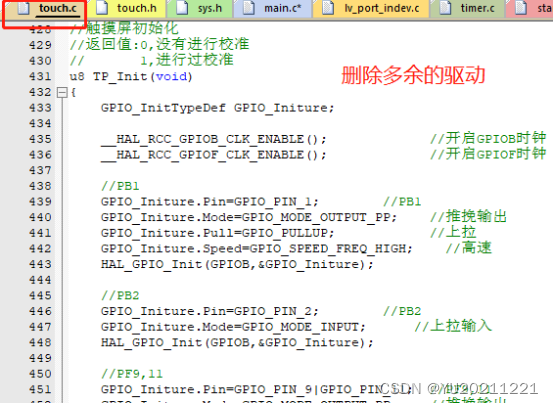 touch.c touch.h sys.h main.c* lv_port_indev.c timer.c sta
428 //触摸屏初始化
429 //返回值:0,没有进行校准
430 // 1,进行过校准
431 u8 TP_Init(void)
删除多余的驱动
432 {
433 GPIO_InitTypeDef GPIO_Initure;
434
435 __HAL_RCC_GPIOB_CLK_ENABLE(); //开启GPIOB时钟
436 __HAL_RCC_GPIOF_CLK_ENABLE(); //开启GPIOF时钟
437
438 //PB1
439 GPIO_Initure.Pin=GPIO_PIN_1; //PB1
440 GPIO_Initure.Mode=GPIO_MODE_OUTPUT_PP; //推挽输出
441 GPIO_Initure.Pull=GPIO_PULLUP; //上拉
442 GPIO_Initure.Speed=GPIO_SPEED_FREQ_HIGH; //高速
443 HAL_GPIO_Init(GPIOB,&GPIO_Initure);
444
445 //PB2
446 GPIO_Initure.Pin=GPIO_PIN_2; //PB2
447 GPIO_Initure.Mode=GPIO_MODE_INPUT; //上拉输入
448 HAL_GPIO_Init(GPIOB,&GPIO_Initure);
449
450 //PF9,11
451 GPIO_Initure.Pin=GPIO_PIN_9|GPIO_PIN_11;
CSDN @YU20211221